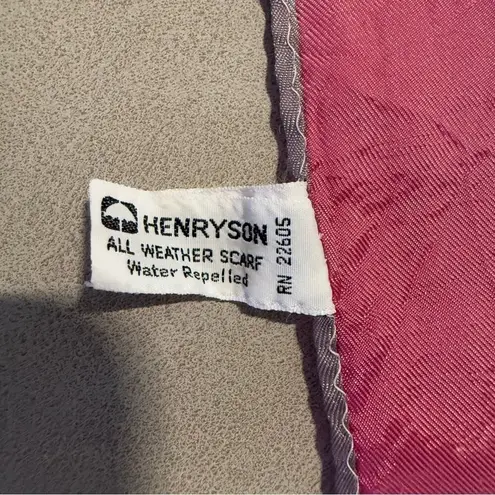 HENRYSON
ALL WEATHER SCARF
Water Repelled
RN 22605